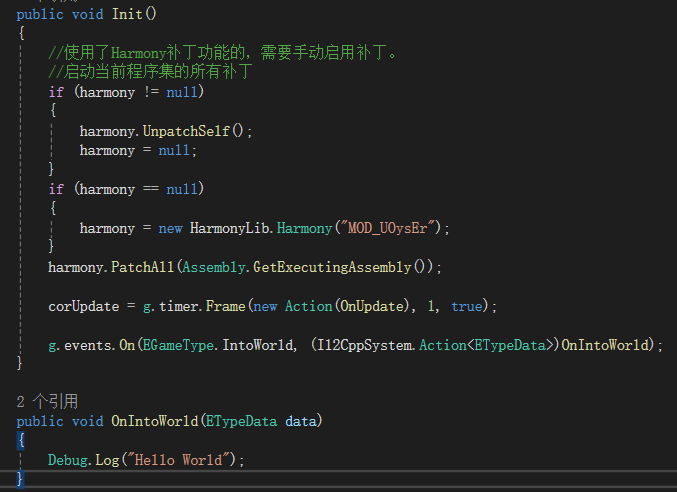 public void Init()
{
//使用了Harmony补丁功能的，需要手动启用补丁。
//启动当前程序集的所有补丁
if (harmony != null)
{
harmony.UnpatchSelf();
harmony = null;
}
if (harmony == null)
{
harmony = new HarmonyLib.Harmony("MOD_UOysEr");
}
harmony.PatchAll(Assembly.GetExecutingAssembly());
corUpdate = g.timer.Frame(new Action(OnUpdate), 1, true);
g.events.On(EGameType.IntoWorld, (Il2CppSystem.Action<ETypeData>)OnIntoWorld);
}
2 个引用
public void OnIntoWorld(ETypeData data)
{
Debug.Log("Hello World");
}